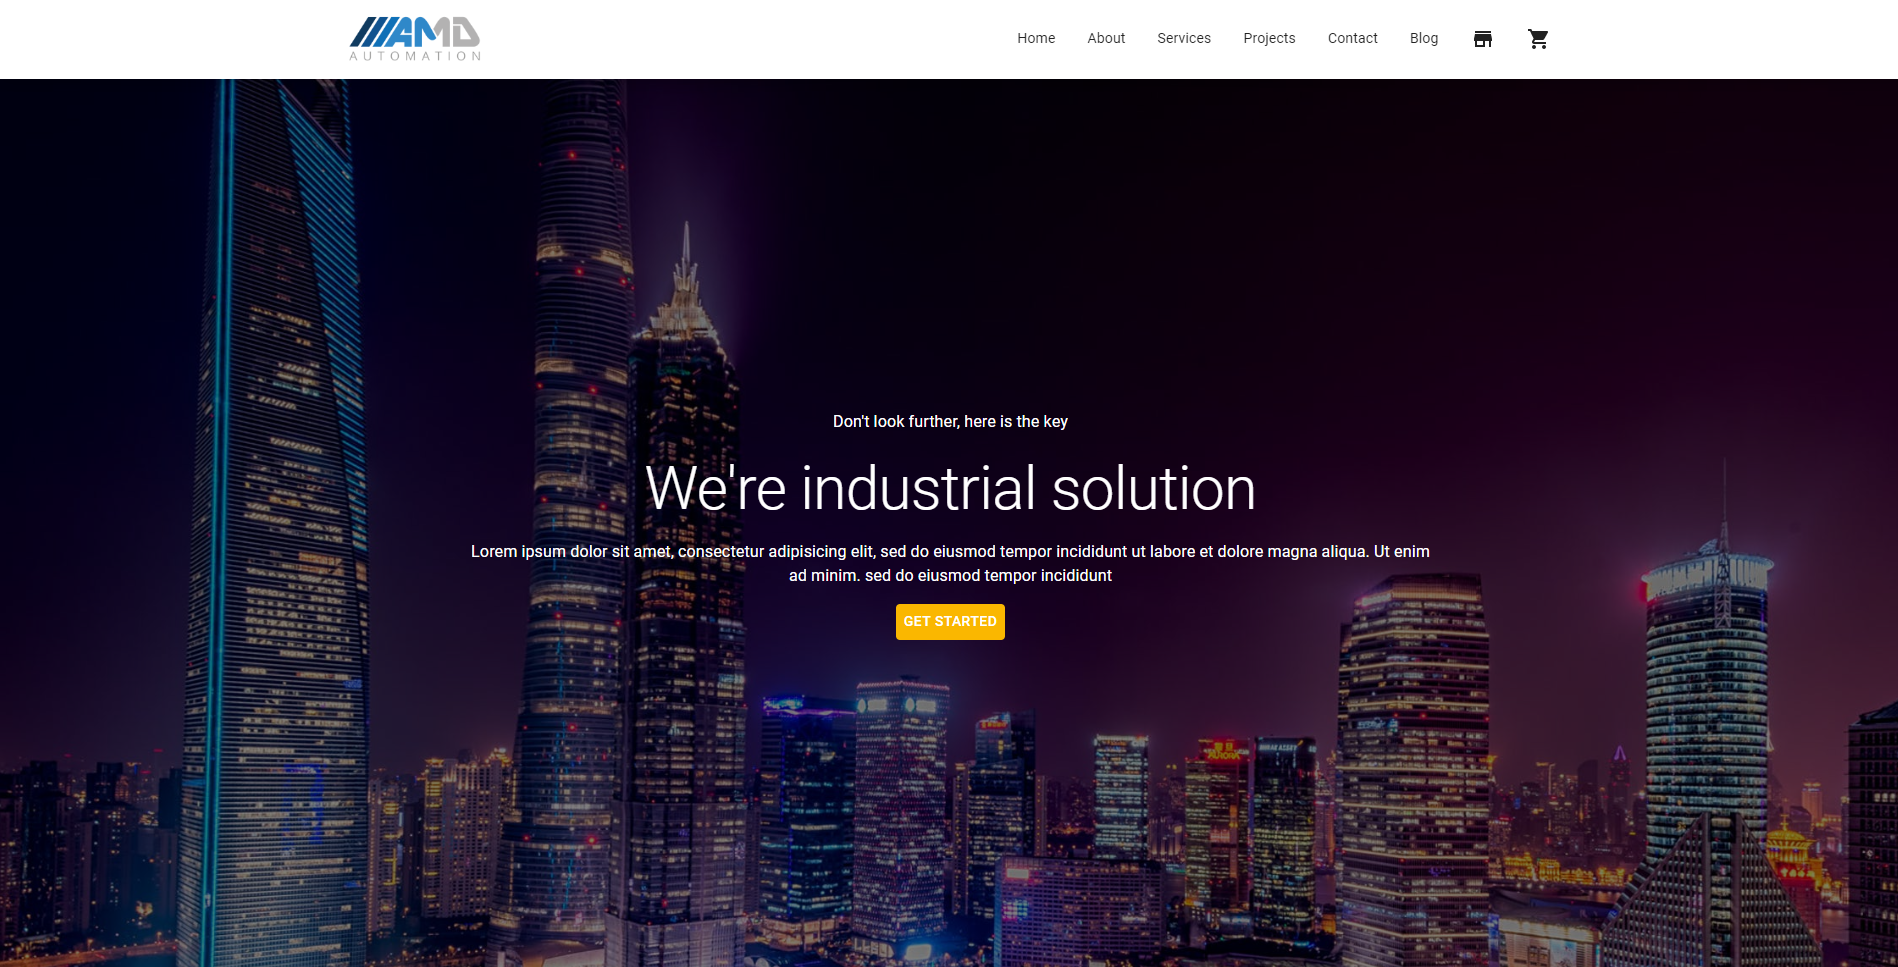 AMD
AUTOMATION
Home About Services Projects Contact Blog
Don't look further, here is the key
We're industrial solution
Lorem ipsum dolor sit amet, consectetur adipisicing elit, sed do eiusmod tempor incididunt ut labore et dolore magna aliqua. Ut enim
ad minim. sed do eiusmod tempor incididunt
GET STARTED
AURORA